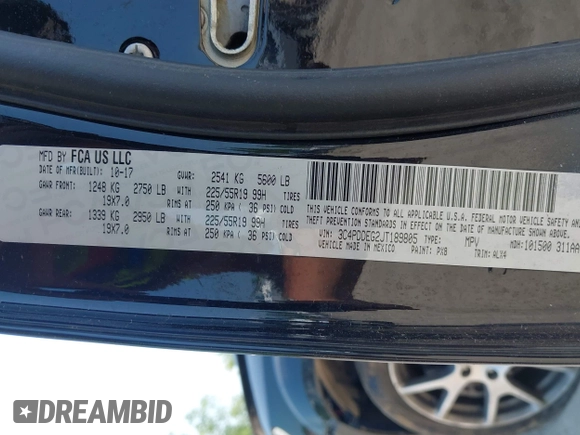 MFD BY FCA US LLC
DATE OF MFR(BUILT): 10-17 GVWR: 2541 KG 5600 LB
GAWR FRONT: 1248 KG 2750 LB WITH 225/55R19 99H
19X7.0 RIMS AT 250 KPA ( 36 PSI) COLD
GAWR REAR: 1339 KG 2950 LB WITH 225/55R19 99H
19X7.0 RIMS AT 250 KPA ( 36 PSI) COLD
THIS VEHICLE CONFORMS TO ALL APPLICABLE U.S.A. FEDERAL MOTOR
VEHICLE SAFETY, BUMPER AND
THEFT PREVENTION STANDARDS IN EFFECT ON THE DATE OF MANUFACTURE SHOWN ABOVE.
VIN: 3C4PDDEG2JT189805 TYPE: MPV MDH: 101500 311AA
VEHICLE MADE IN MEXICO PAINT: PX8 TRIM: ALX9
DREAMBID